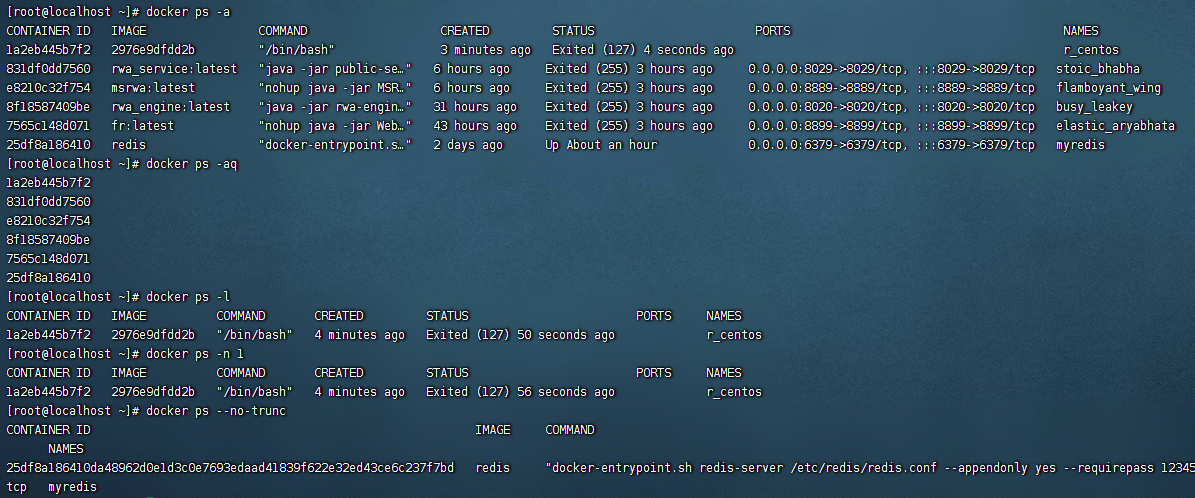 [root@localhost ~]# docker ps -a
CONTAINER ID   IMAGE                COMMAND                  CREATED         STATUS                       PORTS                                       NAMES
1a2eb445b7f2   2976e9dfdd2b         "/bin/bash"              3 minutes ago   Exited (127) 4 seconds ago                                               r_centos
831df0dd7560   rwa_service:latest   "java -jar public-se…"   6 hours ago     Exited (255) 3 hours ago     0.0.0.0:8029->8029/tcp, :::8029->8029/tcp   stoic_bhabha
e8210c32f754   msrwa:latest         "nohup java -jar MSR…"   6 hours ago     Exited (255) 3 hours ago     0.0.0.0:8889->8889/tcp, :::8889->8889/tcp   flamboyant_wing
8f18587409be   rwa_engine:latest    "java -jar rwa-engin…"   31 hours ago    Exited (255) 3 hours ago     0.0.0.0:8020->8020/tcp, :::8020->8020/tcp   busy_leakey
7565c148d071   fr:latest            "nohup java -jar Web…"   43 hours ago    Exited (255) 3 hours ago     0.0.0.0:8899->8899/tcp, :::8899->8899/tcp   elastic_aryabhata
25df8a186410   redis                "docker-entrypoint.s…"   2 days ago      Up About an hour             0.0.0.0:6379->6379/tcp, :::6379->6379/tcp   myredis
[root@localhost ~]# docker ps -aq
1a2eb445b7f2
831df0dd7560
e8210c32f754
8f18587409be
7565c148d071
25df8a186410
[root@localhost ~]# docker ps -l
CONTAINER ID   IMAGE          COMMAND       CREATED         STATUS                        PORTS     NAMES
1a2eb445b7f2   2976e9dfdd2b   "/bin/bash"   4 minutes ago   Exited (127) 50 seconds ago             r_centos
[root@localhost ~]# docker ps -n 1
CONTAINER ID   IMAGE          COMMAND       CREATED         STATUS                        PORTS     NAMES
1a2eb445b7f2   2976e9dfdd2b   "/bin/bash"   4 minutes ago   Exited (127) 56 seconds ago             r_centos
[root@localhost ~]# docker ps --no-trunc
CONTAINER ID                                                       IMAGE     COMMAND
      NAMES
25df8a186410da48962d0e1d3c0e7693edaad41839f622e32ed43ce6c237f7bd   redis     "docker-entrypoint.sh redis-server /etc/redis/redis.conf --appendonly yes --requirepass 12345
tcp   myredis